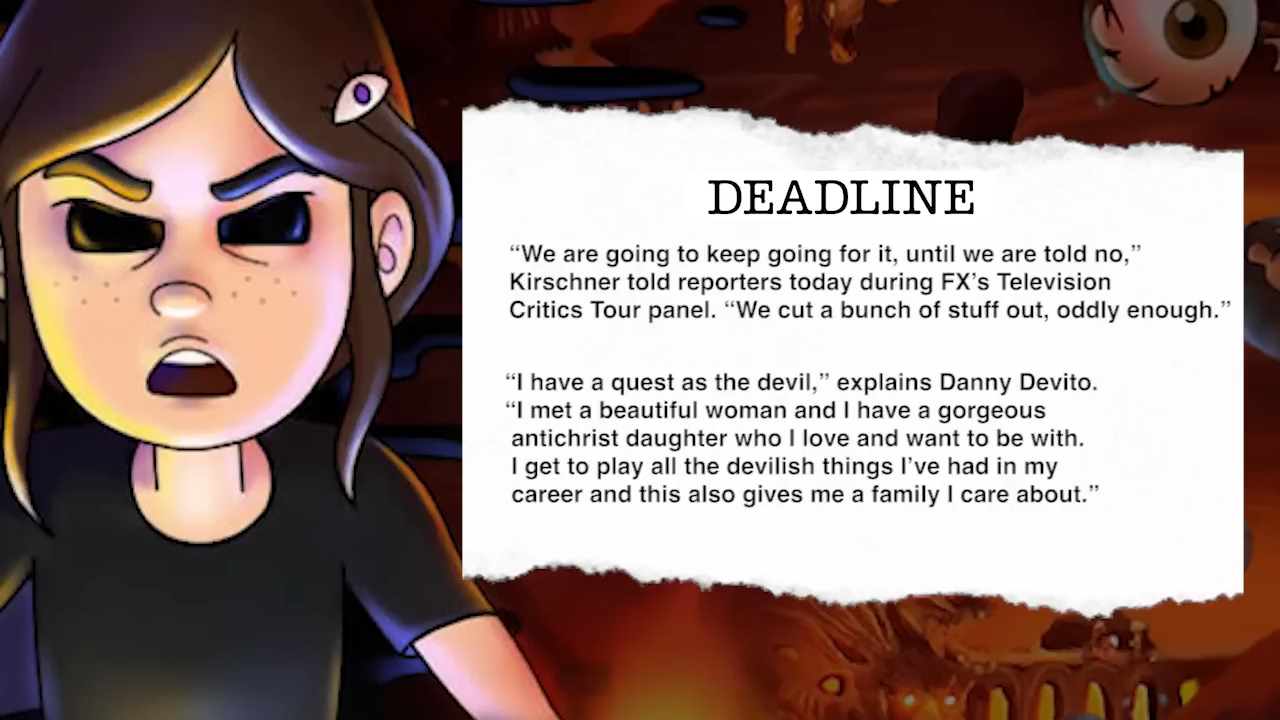 DEADLINE
“We are going to keep going for it, until we are told no,”
Kirschner told reporters today during FX’s Television
Critics Tour panel. “We cut a bunch of stuff out, oddly enough.”
“I have a quest as the devil,” explains Danny Devito.
“I met a beautiful woman and I have a gorgeous
antichrist daughter who I love and want to be with.
I get to play all the devilish things I’ve had in my
career and this also gives me a family I care about.”